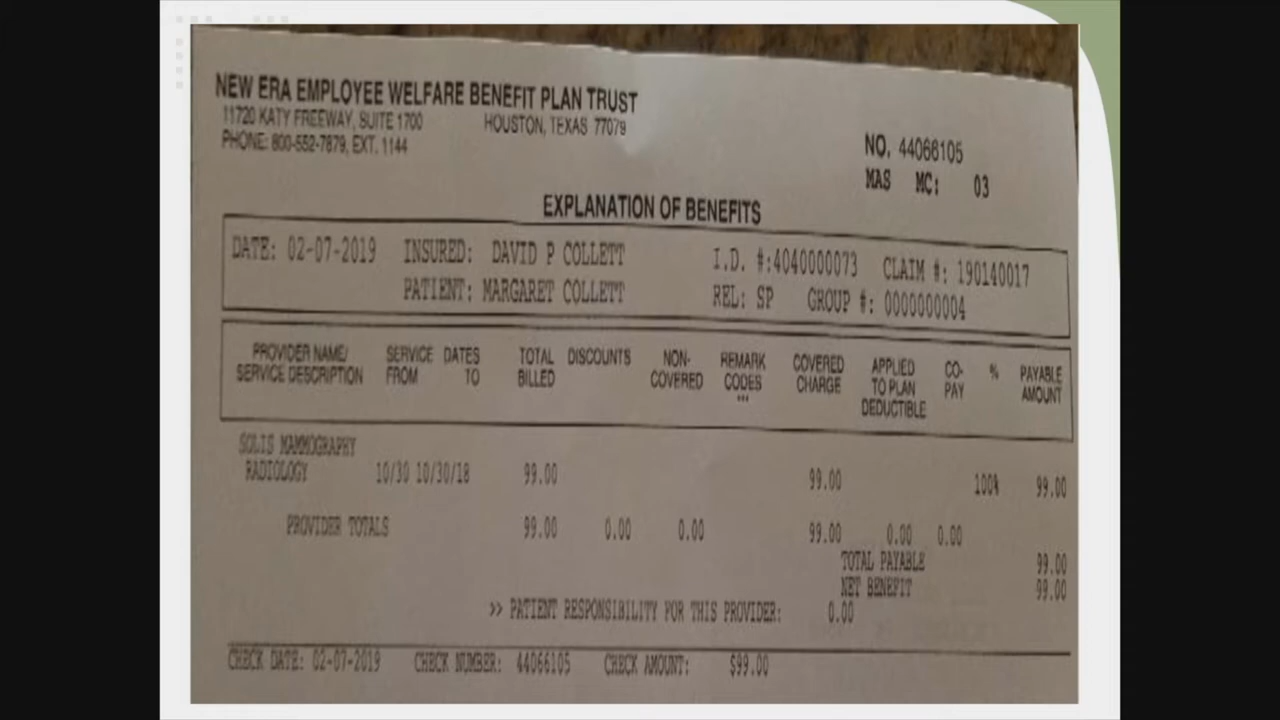 NEW ERA EMPLOYEE WELFARE BENEFIT PLAN TRUST
11720 KATY FREEWAY, SUITE 1700 HOUSTON, TEXAS 77079
PHONE: 800-552-7879, EXT. 1144
NO. 44066105
MAS MC: 03
EXPLANATION OF BENEFITS
DATE: 02-07-2019 INSURED: DAVID P COLLETT I.D. #:4040000073 CLAIM #: 190140017
PATIENT: MARGARET COLLETT REL: SP GROUP #: 0000000004
PROVIDER NAME/ SERVICE DATES TOTAL DISCOUNTS NON- REMARK COVERED APPLIED CO- % PAYABLE
SERVICE DESCRIPTION FROM TO BILLED COVERED CODES CHARGE TO PLAN PAY AMOUNT
*** DEDUCTIBLE
SOLIS MAMMOGRAPHY
RADIOLOGY 10/30 10/30/18 99.00 99.00 100% 99.00
PROVIDER TOTALS 99.00 0.00 0.00 99.00 0.00 0.00
TOTAL PAYABLE 99.00
NET BENEFIT 99.00
>> PATIENT RESPONSIBILITY FOR THIS PROVIDER: 0.00
CHECK DATE: 02-07-2019 CHECK NUMBER: 44066105 CHECK AMOUNT: $99.00